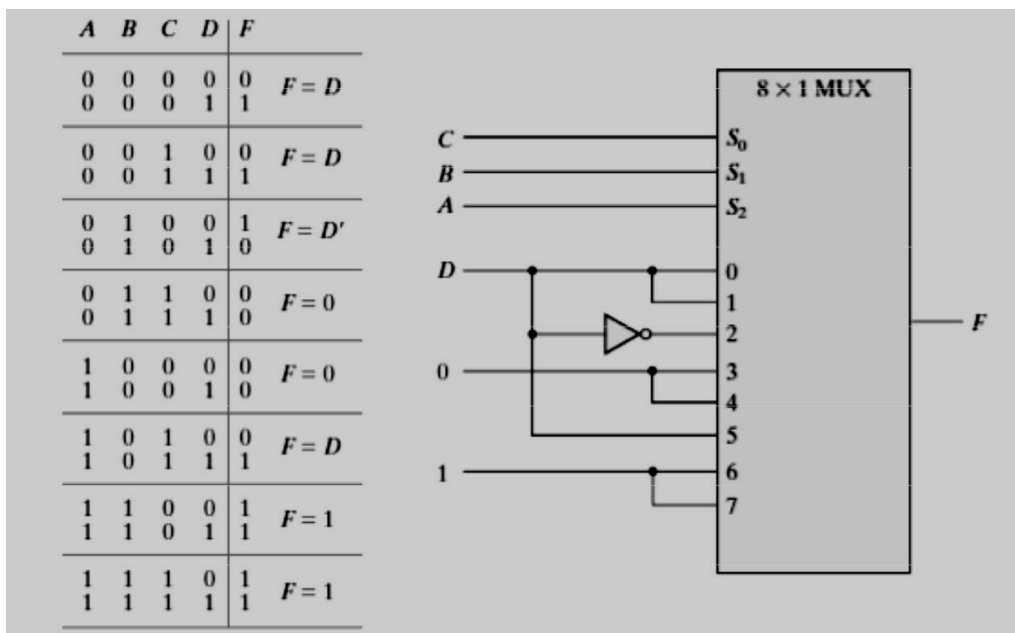 A B C D F
0 0 0 0 0
F = D
0 0 0 1 1
0 0 1 0 0
F = D
0 0 1 1 1
0 1 0 0 1
F = D'
0 1 0 1 0
0 1 1 0 0
F = 0
0 1 1 1 0
1 0 0 0 0
F = 0
1 0 0 1 0
1 0 1 0 0
F = D
1 0 1 1 1
1 1 0 0 1
F = 1
1 1 0 1 1
1 1 1 0 1
F = 1
1 1 1 1 1
8 × 1 MUX
C S₀
B S₁
A S₂
D 0
1
2
0 3
4
5
1 6
7
F